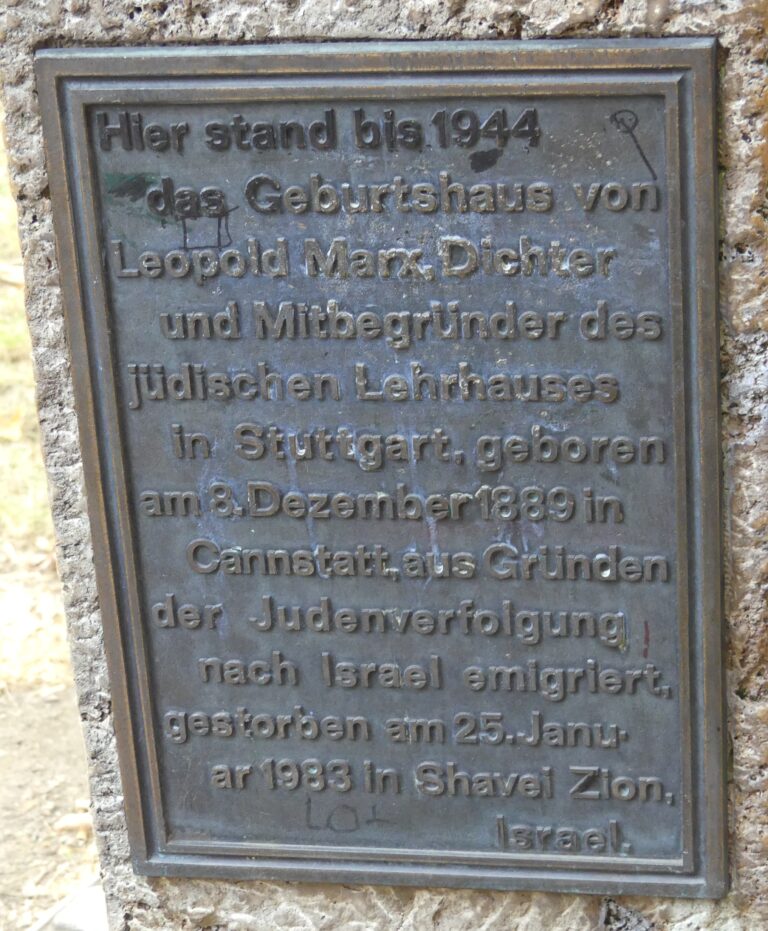 Hier stand bis 1944
das Geburtshaus von
Leopold Marx, Dichter
und Mitbegründer des
jüdischen Lehrhauses
in Stuttgart, geboren
am 8. Dezember 1889 in
Cannstatt, aus Gründen
der Judenverfolgung
nach Israel emigriert,
gestorben am 25. Janu-
ar 1983 in Shavei Zion,
Israel.